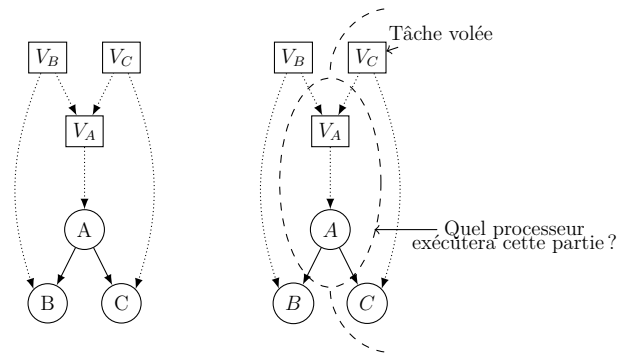 Tâche volée
V_B V_C V_B V_C
V_A V_A
A A
Quel processeur
exécutera cette partie ?
B C B C